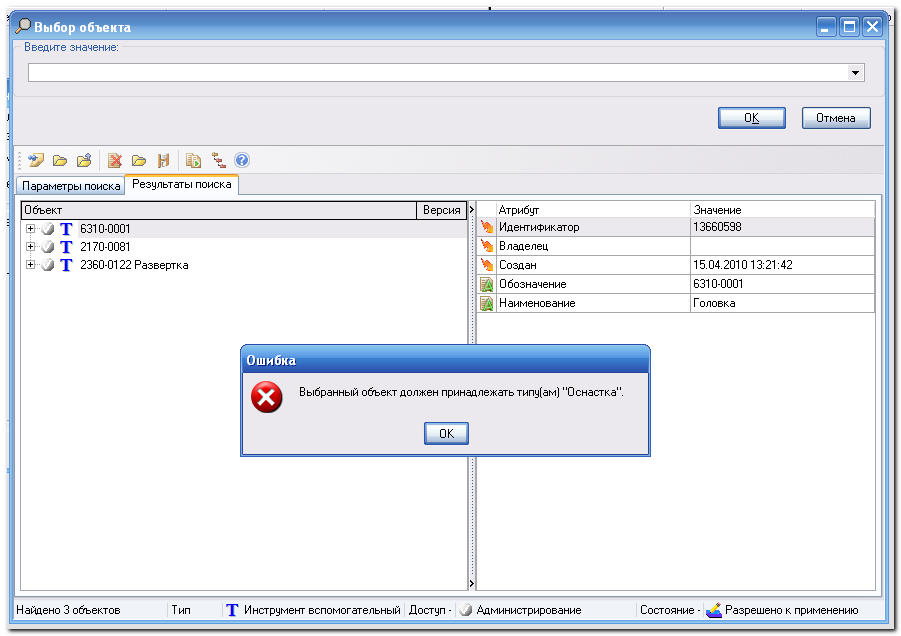 Выбор объекта
Введите значение:
OK
Отмена
Параметры поиска
Результаты поиска
Объект Версия
Атрибут Значение
6310-0001
2170-0081
2360-0122 Развертка
Идентификатор 13660598
Владелец
Создан 15.04.2010 13:21:42
Обозначение 6310-0001
Наименование Головка
Ошибка
Выбранный объект должен принадлежать типу(ам) "Оснастка".
OK
Найдено 3 объектов Тип T Инструмент вспомогательный Доступ - Администрирование Состояние - Разрешено к применению